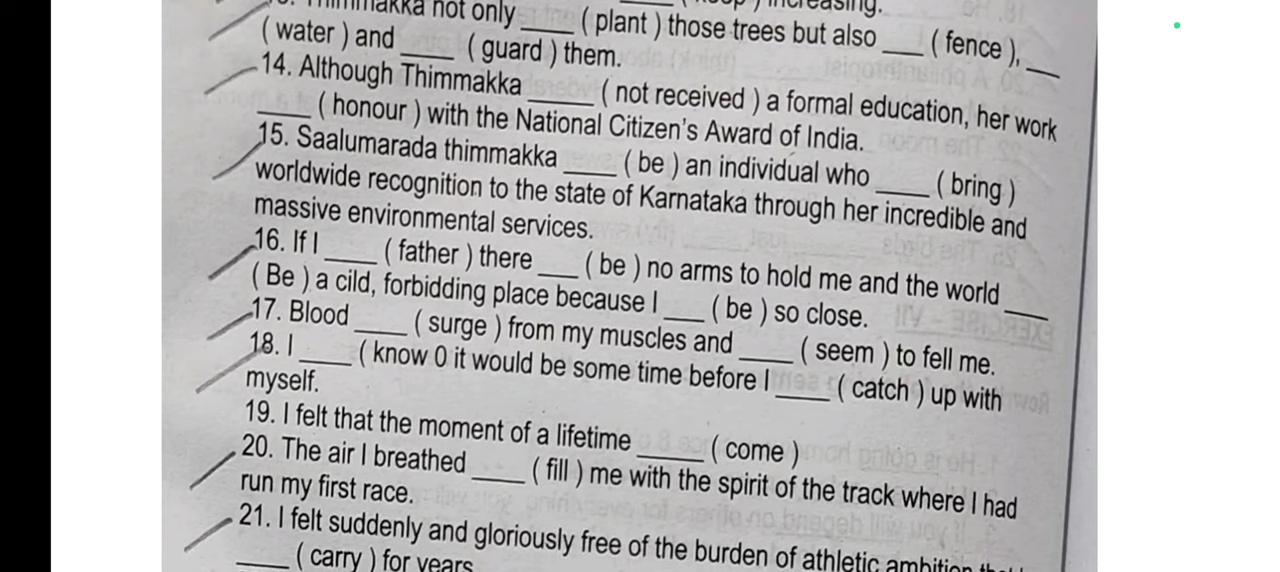 Thimmakka not only ____ ( plant ) those trees but also ___ ( fence ), __
( water ) and ____ ( guard ) them.
14. Although Thimmakka ____ ( not received ) a formal education, her work
____ ( honour ) with the National Citizen's Award of India.
15. Saalumarada thimmakka ____ ( be ) an individual who ____ ( bring )
worldwide recognition to the state of Karnataka through her incredible and
massive environmental services.
16. If I ____ ( father ) there ___ ( be ) no arms to hold me and the world ___
( Be ) a cild, forbidding place because I ___ ( be ) so close.
17. Blood ____ ( surge ) from my muscles and ____ ( seem ) to fell me.
18. I ____ ( know 0 it would be some time before I ____ ( catch ) up with
myself.
19. I felt that the moment of a lifetime ____ ( come )
20. The air I breathed ____ ( fill ) me with the spirit of the track where I had
run my first race.
21. I felt suddenly and gloriously free of the burden of athletic ambition
____ ( carry ) for years